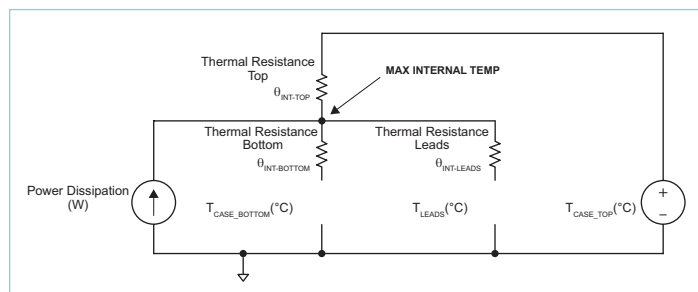 Thermal Resistance
Top
θINT-TOP
MAX INTERNAL TEMP
Thermal Resistance
Bottom
θINT-BOTTOM
Thermal Resistance
Leads
θINT-LEADS
Power Dissipation
(W)
TCASE_BOTTOM(°C)
TLEADS(°C)
TCASE_TOP(°C)
+
–